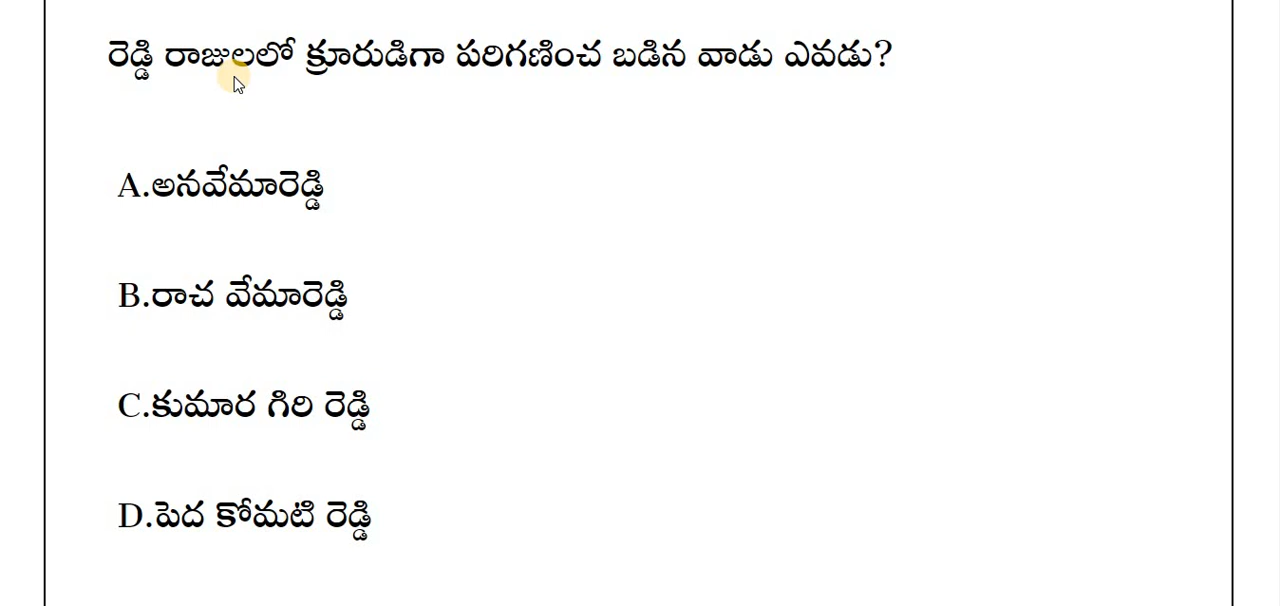 రెడ్డి రాజులలో క్రూరుడిగా పరిగణించ బడిన వాడు ఎవడు?
A.అనవేమారెడ్డి
B.రాచ వేమారెడ్డి
C.కుమార గిరి రెడ్డి
D.పెద కోమటి రెడ్డి